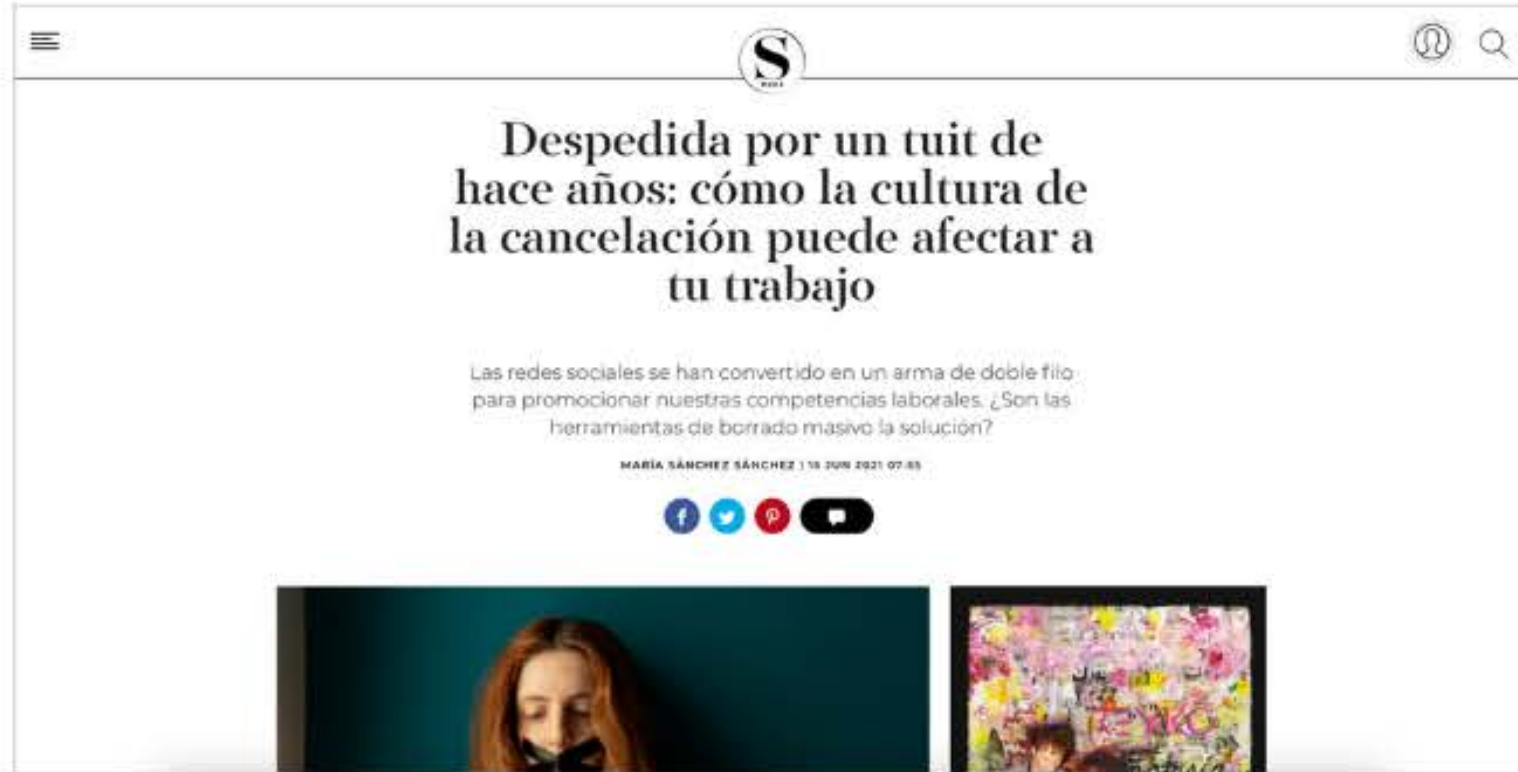 S
Despedida por un tuit de
hace años: cómo la cultura de
la cancelación puede afectar a
tu trabajo
Las redes sociales se han convertido en un arma de doble filo
para promocionar nuestras competencias laborales. ¿Son las
herramientas de borrado masivo la solución?
MARÍA SÁNCHEZ SÁNCHEZ | JUN 2021